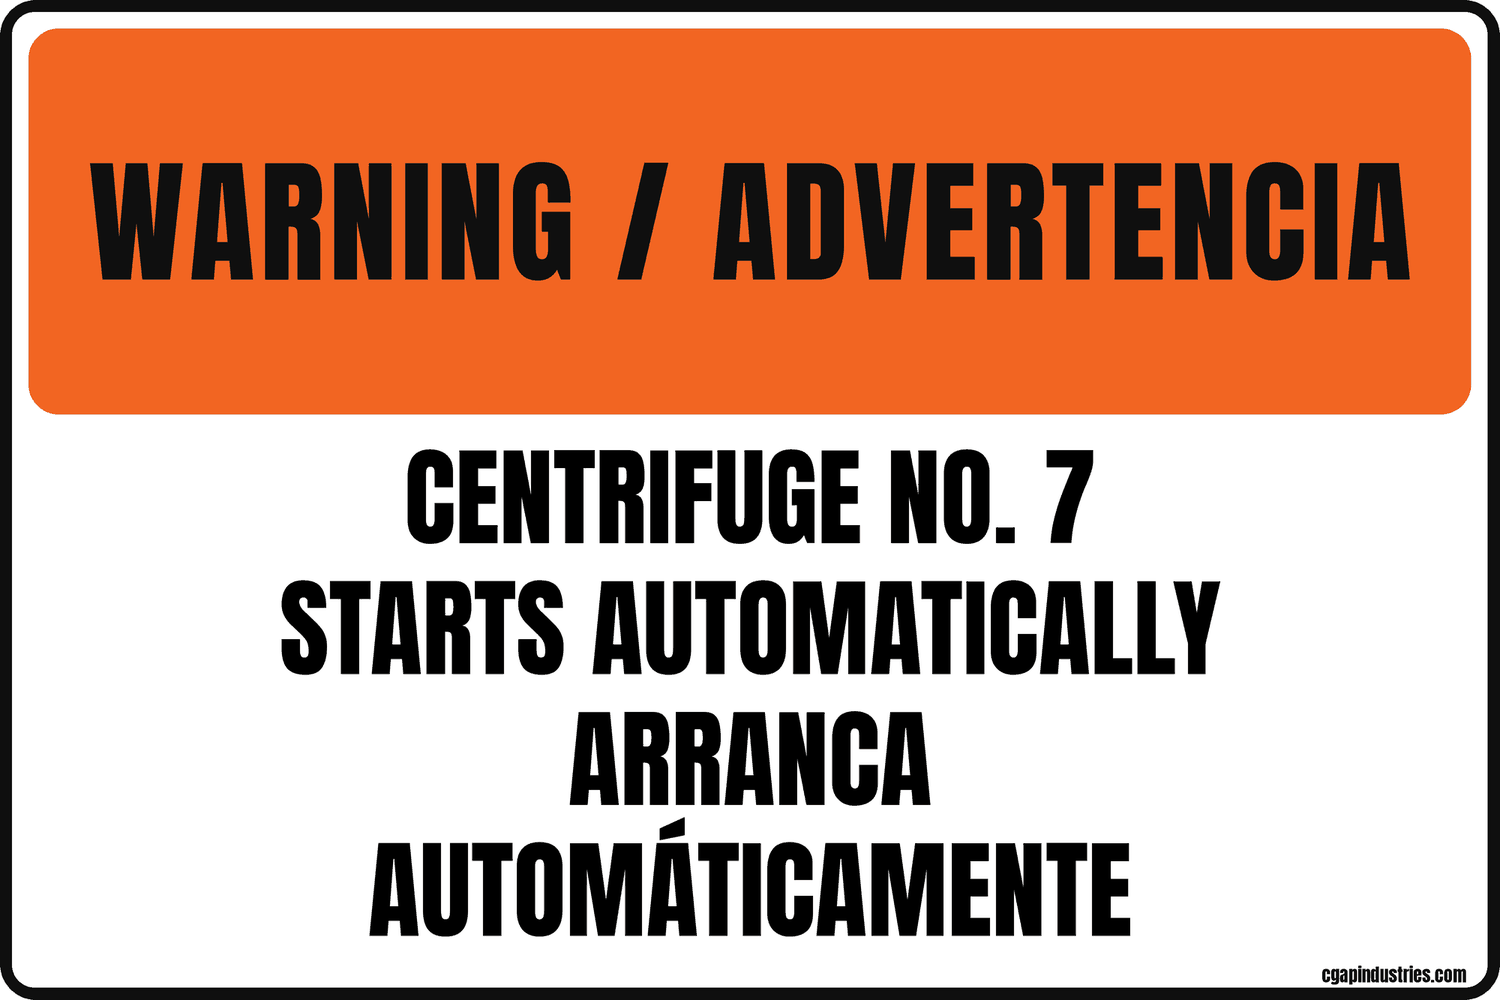 WARNING / ADVERTENCIA
CENTRIFUGE NO. 7
STARTS AUTOMATICALLY
ARRANCA
AUTOMÁTICAMENTE
cgapindustries.com